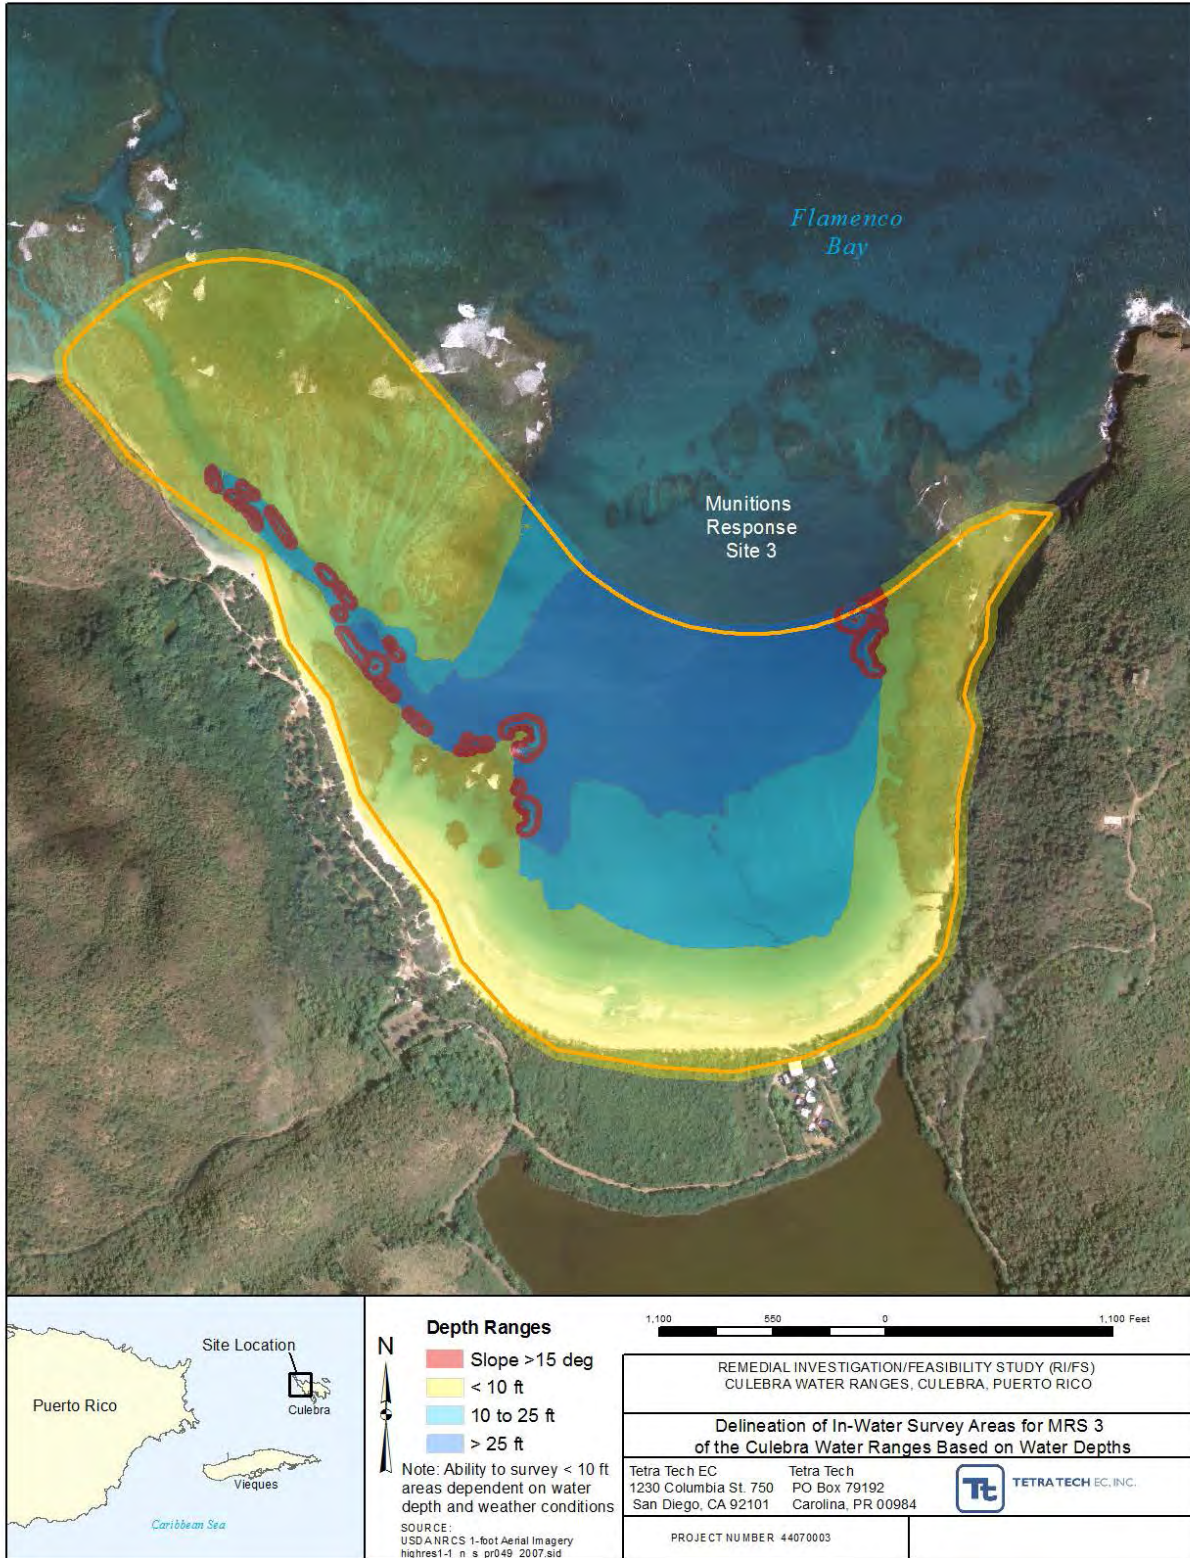 Flamenco
Bay
Munitions
Response
Site 3
Site Location
Puerto Rico
Culebra
Vieques
Caribbean Sea
N
Depth Ranges
Slope >15 deg
< 10 ft
10 to 25 ft
> 25 ft
Note: Ability to survey < 10 ft
areas dependent on water
depth and weather conditions
SOURCE:
USDA NRCS 1-foot Aerial Imagery
highres1-1_n_s_pr049_2007.sid
1,100 550 0 1,100 Feet
REMEDIAL INVESTIGATION/FEASIBILITY STUDY (RI/FS)
CULEBRA WATER RANGES, CULEBRA, PUERTO RICO
Delineation of In-Water Survey Areas for MRS 3
of the Culebra Water Ranges Based on Water Depths
Tetra Tech EC
1230 Columbia St. 750
San Diego, CA 92101
Tetra Tech
PO Box 79192
Carolina, PR 00984
Tt
TETRA TECH EC, INC.
PROJECT NUMBER 44070003